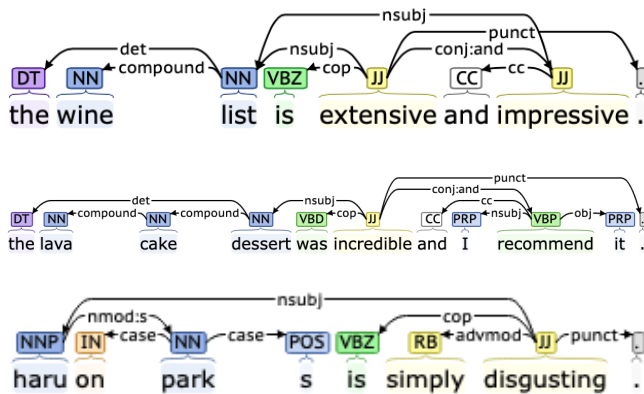 nsubj
punct
det nsubj conj:and
compound cop cc
DT NN NN VBZ JJ CC JJ .
the wine list is extensive and impressive .
punct
conj:and
det nsubj cc
compound compound cop nsubj obj
DT NN NN NN VBD JJ CC PRP VBP PRP .
the lava cake dessert was incredible and I recommend it .
nsubj
nmod:s cop
case case advmod punct
NNP IN NN POS VBZ RB JJ .
haru on park s is simply disgusting .